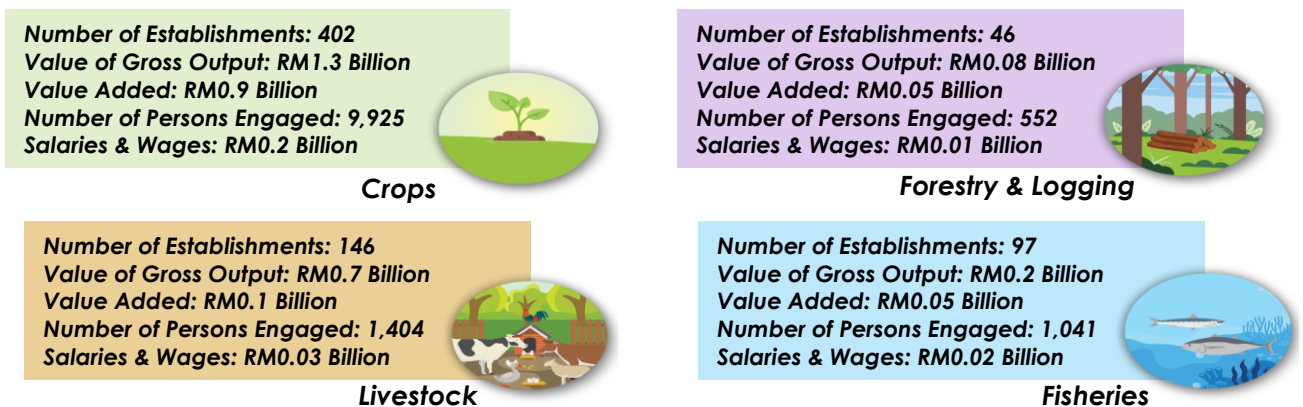 Number of Establishments: 402
Value of Gross Output: RM1.3 Billion
Value Added: RM0.9 Billion
Number of Persons Engaged: 9,925
Salaries & Wages: RM0.2 Billion
Crops
Number of Establishments: 46
Value of Gross Output: RM0.08 Billion
Value Added: RM0.05 Billion
Number of Persons Engaged: 552
Salaries & Wages: RM0.01 Billion
Forestry & Logging
Number of Establishments: 146
Value of Gross Output: RM0.7 Billion
Value Added: RM0.1 Billion
Number of Persons Engaged: 1,404
Salaries & Wages: RM0.03 Billion
Livestock
Number of Establishments: 97
Value of Gross Output: RM0.2 Billion
Value Added: RM0.05 Billion
Number of Persons Engaged: 1,041
Salaries & Wages: RM0.02 Billion
Fisheries